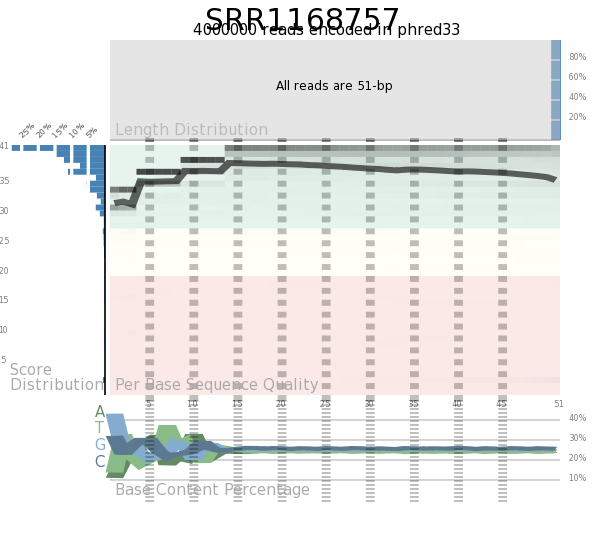 SRR1168757
4000000 reads encoded in phred33
All reads are 51-bp
80%
60%
40%
20%
Length Distribution
25% 20% 15% 10% 5%
41
35
30
25
20
15
10
5
Score
Distribution
Per Base Sequence Quality
5 10 15 20 25 30 35 40 45 51
A
T
G
C
40%
30%
20%
10%
Base Content Percentage